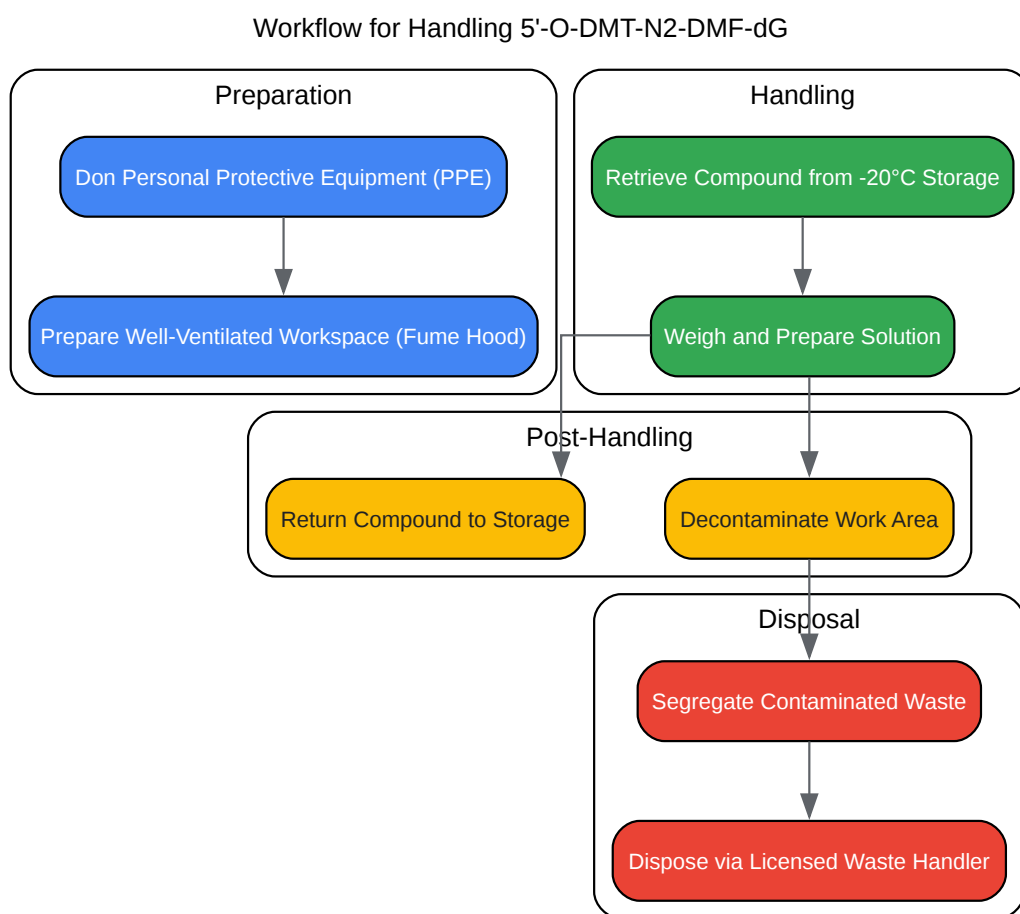 Workflow for Handling 5'-O-DMT-N2-DMF-dG
Preparation
Don Personal Protective Equipment (PPE)
Prepare Well-Ventilated Workspace (Fume Hood)
Handling
Retrieve Compound from -20°C Storage
Weigh and Prepare Solution
Post-Handling
Return Compound to Storage
Decontaminate Work Area
Disposal
Segregate Contaminated Waste
Dispose via Licensed Waste Handler